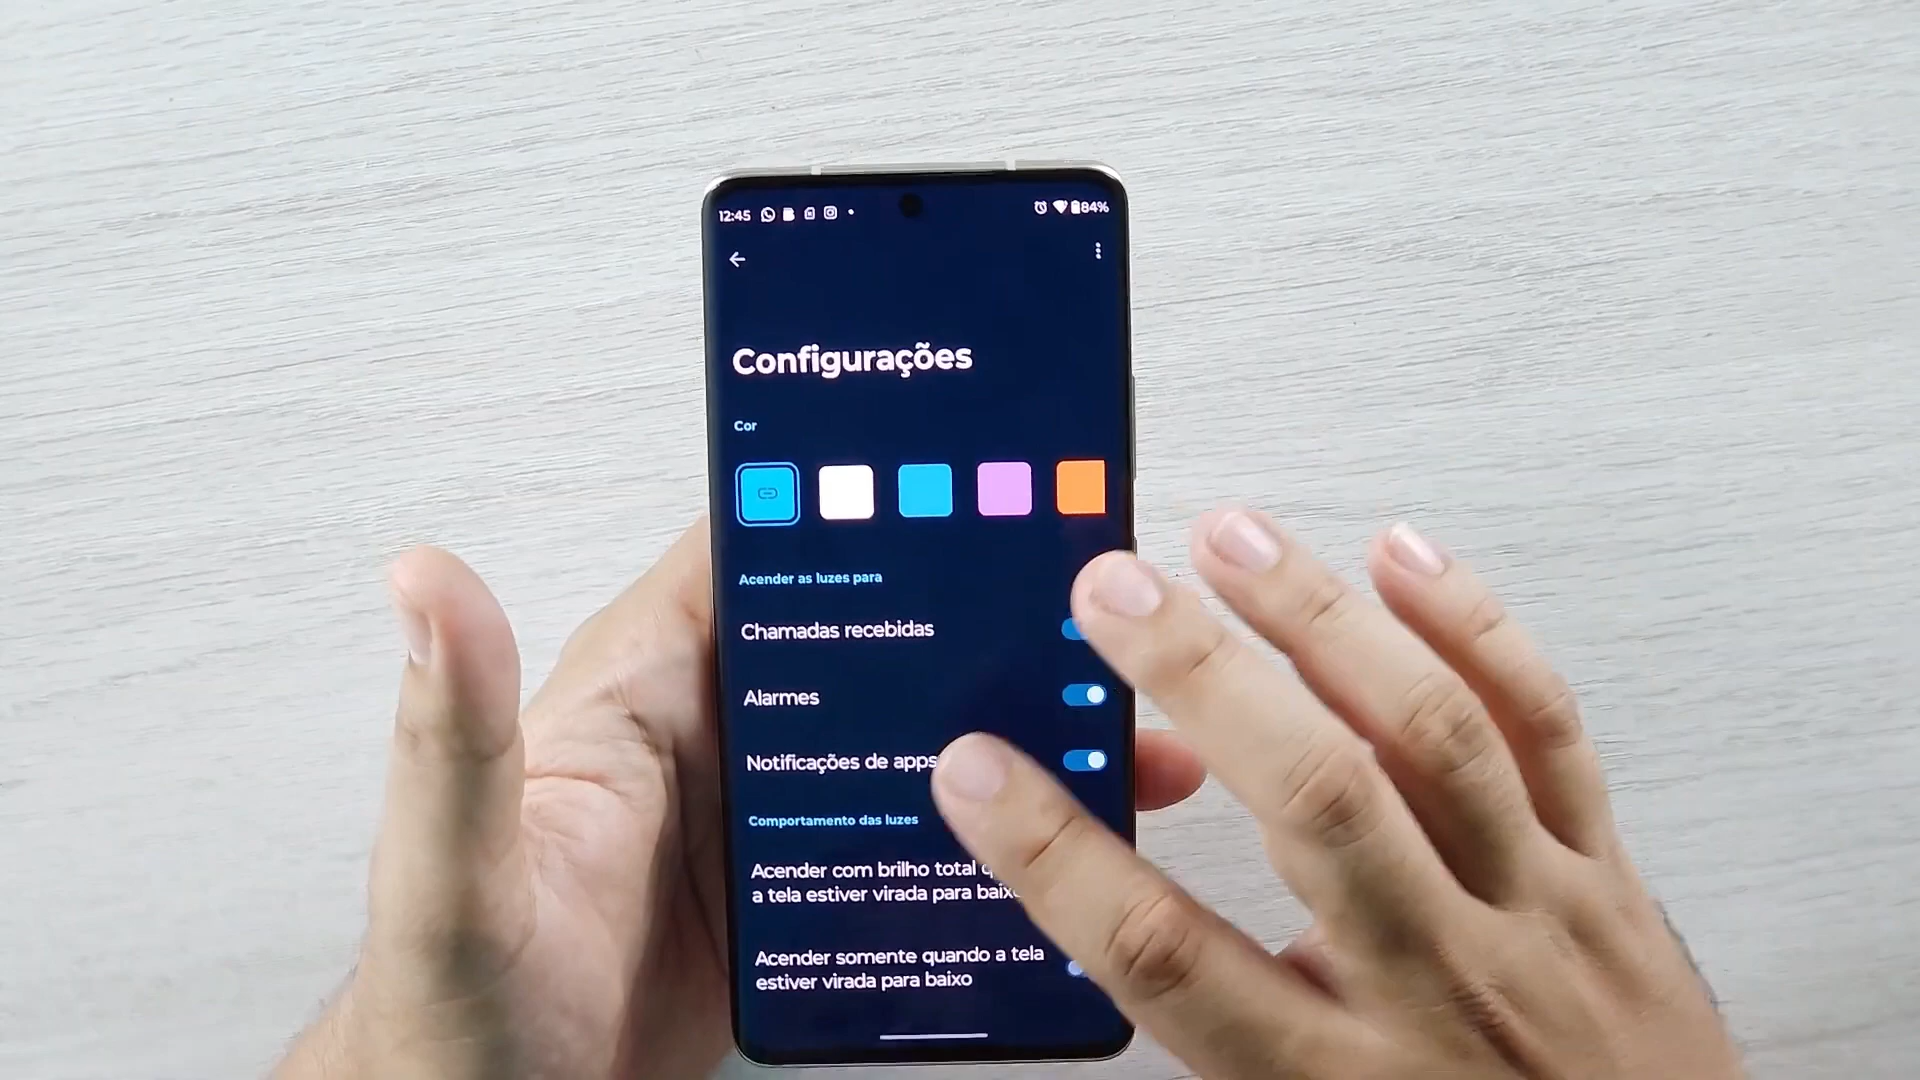 12:45
84%
Configurações
Cor
Acender as luzes para
Chamadas recebidas
Alarmes
Notificações de apps
Comportamento das luzes
Acender com brilho total
a tela estiver virada para baixo
Acender somente quando a tela
estiver virada para baixo